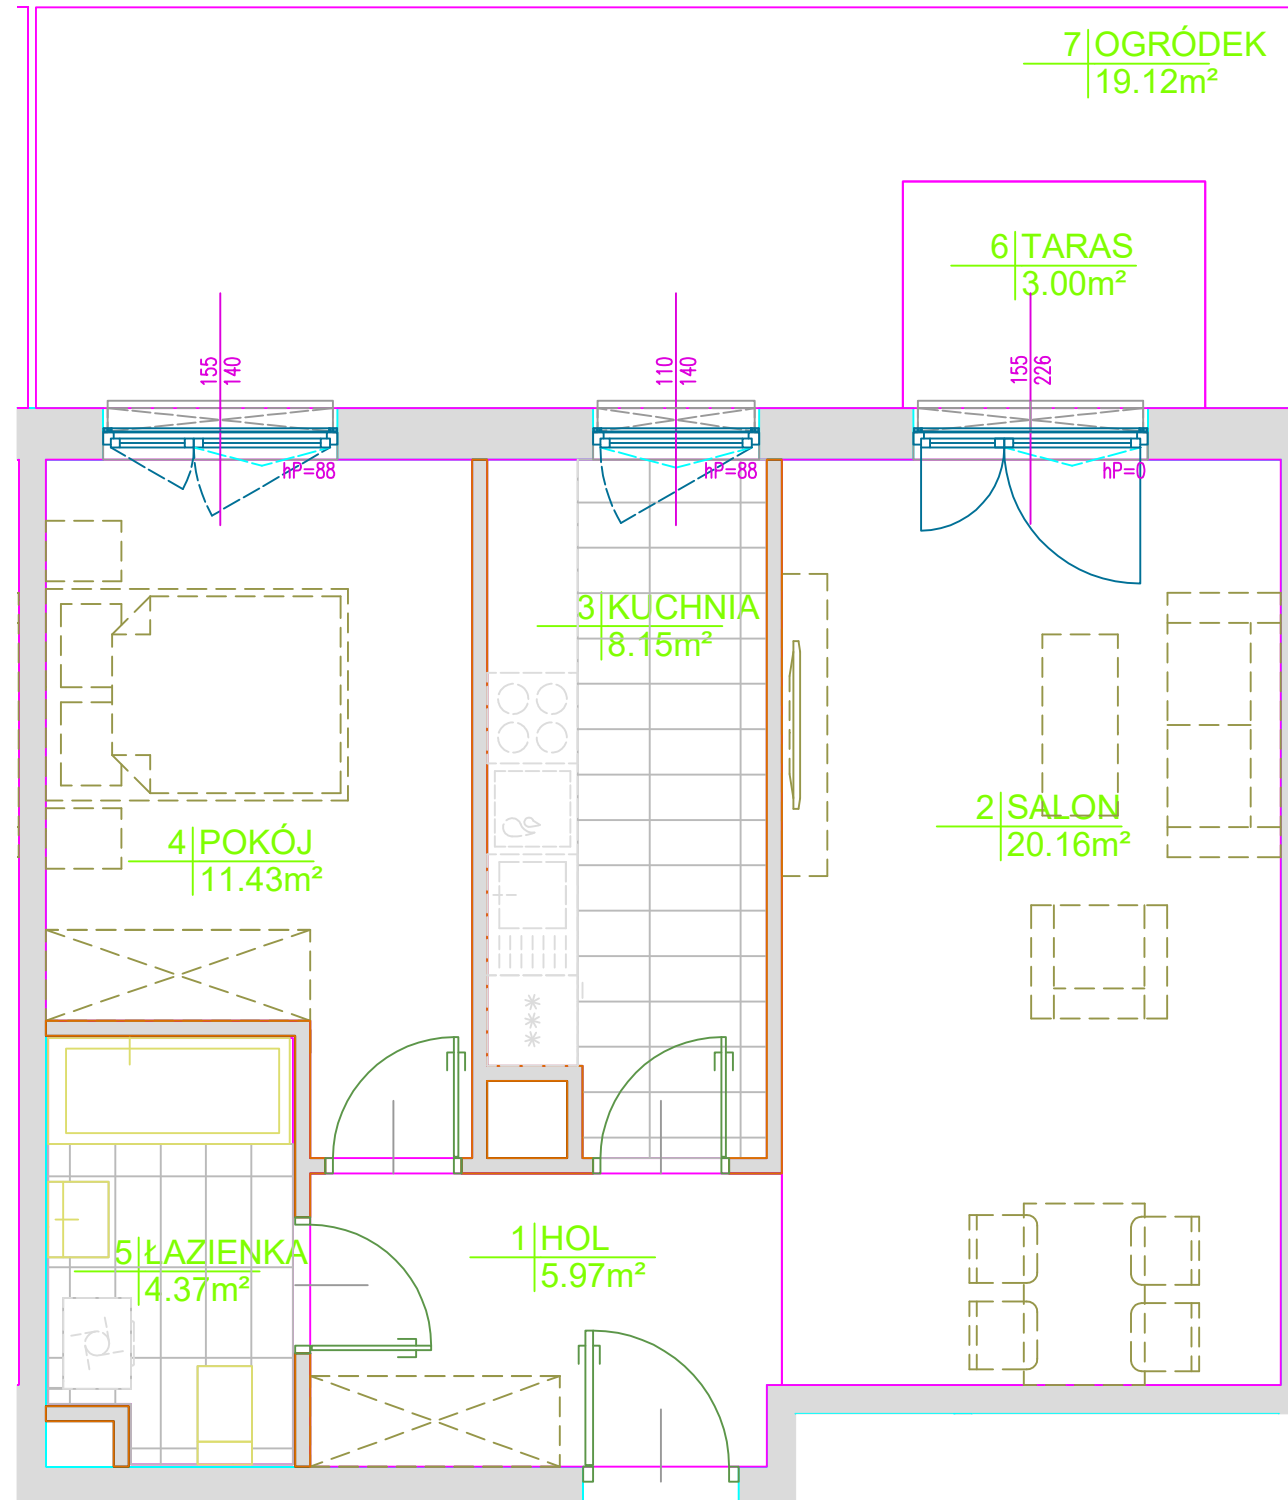 7 OGRÓDEK
19.12m²
6 TARAS
3.00m²
155
140
110
140
155
226
hP=88
hP=88
hP=0
3 KUCHNIA
8.15m²
2 SALON
20.16m²
4 POKÓJ
11.43m²
1 HOL
5.97m²
5 ŁAZIENKA
4.37m²